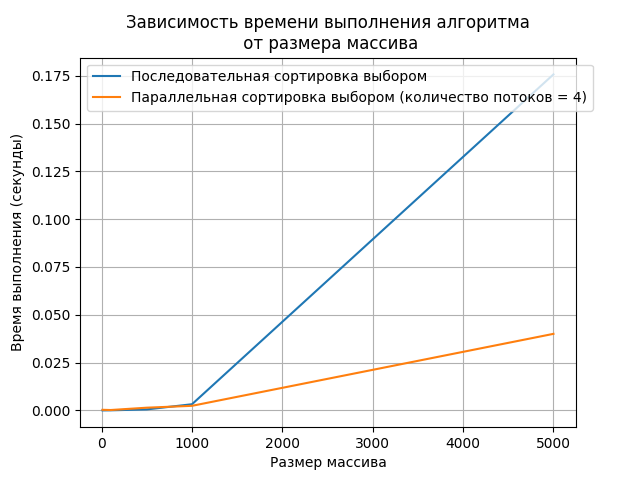 Зависимость времени выполнения алгоритма
от размера массива
Последовательная сортировка выбором
Параллельная сортировка выбором (количество потоков = 4)
Время выполнения (секунды)
0.175
0.150
0.125
0.100
0.075
0.050
0.025
0.000
0 1000 2000 3000 4000 5000
Размер массива